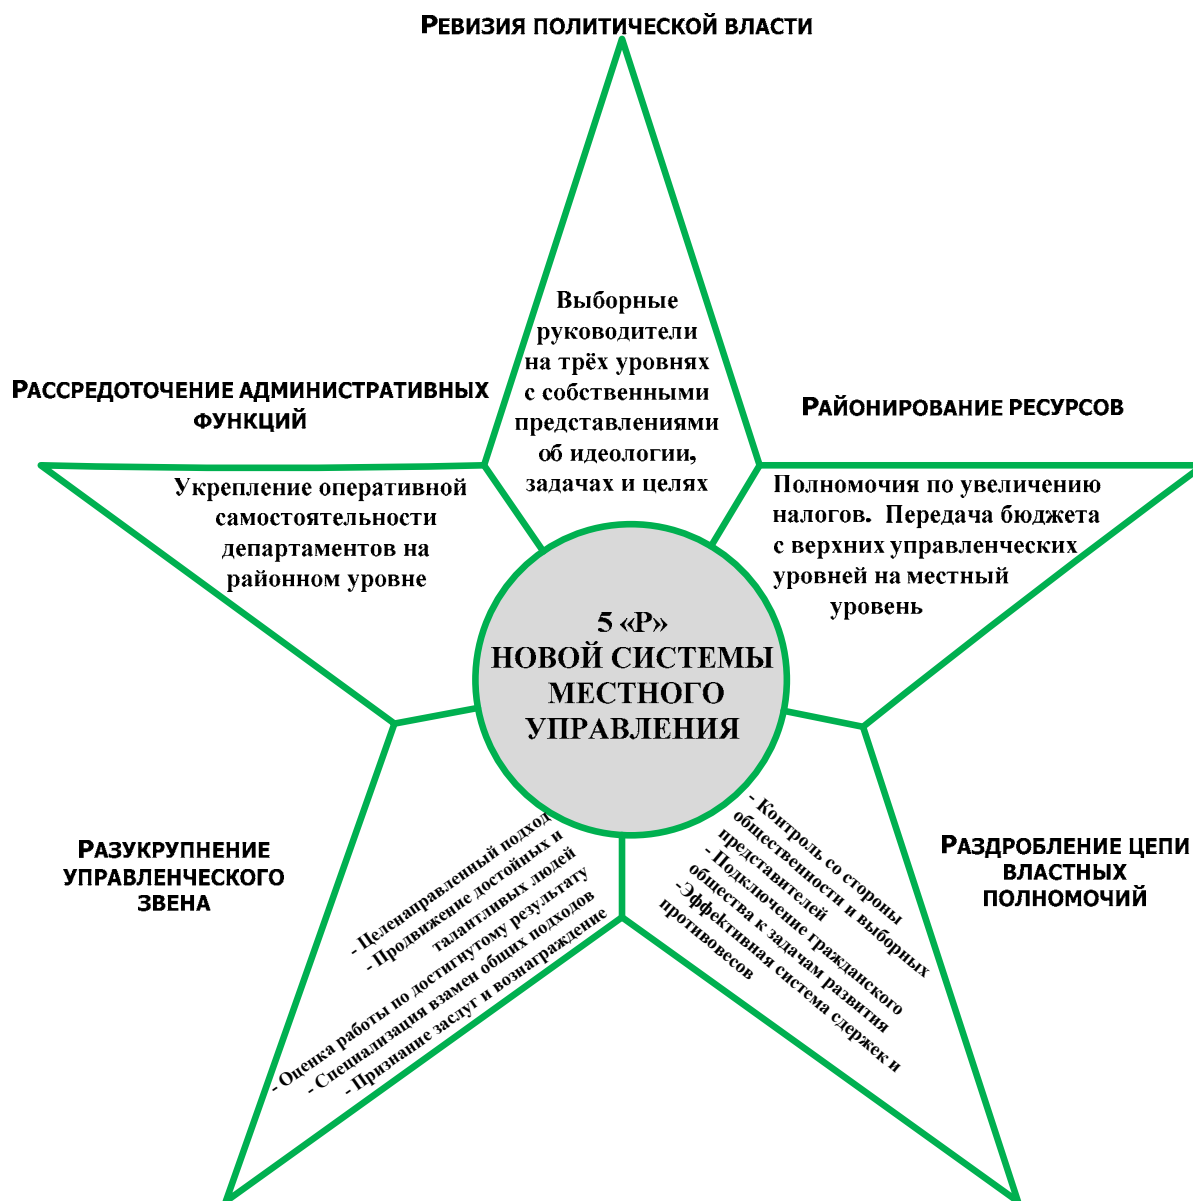 РЕВИЗИЯ ПОЛИТИЧЕСКОЙ ВЛАСТИ
Выборные
руководители
на трёх уровнях
с собственными
представлениями
об идеологии,
задачах и целях
РАССРЕДОТОЧЕНИЕ АДМИНИСТРАТИВНЫХ
ФУНКЦИЙ
Укрепление оперативной
самостоятельности
департаментов на
районном уровне
РАЙОНИРОВАНИЕ РЕСУРСОВ
Полномочия по увеличению
налогов. Передача бюджета
с верхних управленческих
уровней на местный
уровень
5 «Р»
НОВОЙ СИСТЕМЫ
МЕСТНОГО
УПРАВЛЕНИЯ
РАЗУКРУПНЕНИЕ
УПРАВЛЕНЧЕСКОГО
ЗВЕНА
- Целенаправленный подход
- Продвижение достойных и
талантливых людей
- Оценка работы по достигнутому результату
- Специализация взамен общих подходов
- Признание заслуг и вознаграждение
РАЗДРОБЛЕНИЕ ЦЕПИ
ВЛАСТНЫХ
ПОЛНОМОЧИЙ
- Контроль со стороны
общественности и выборных
представителей
- Подключение гражданского
общества к задачам развития
-Эффективная система сдержек и
противовесов